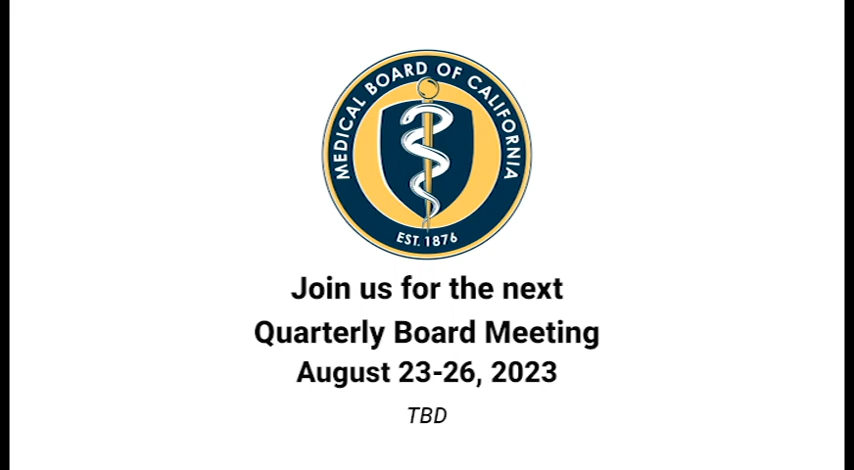 MEDICAL BOARD OF CALIFORNIA
EST. 1876
Join us for the next
Quarterly Board Meeting
August 23-26, 2023
TBD